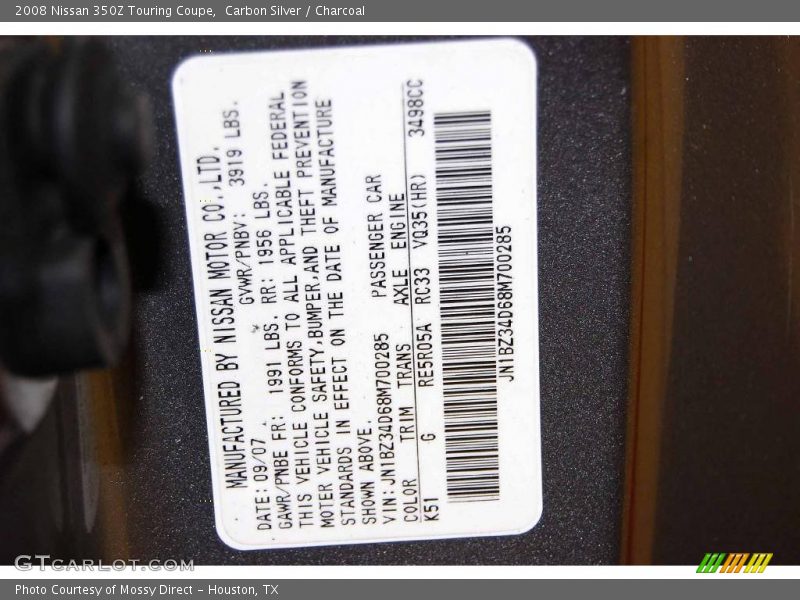 2008 Nissan 350Z Touring Coupe,  Carbon Silver / Charcoal
MANUFACTURED BY NISSAN MOTOR CO.,LTD.
DATE: 09/07 GVWR/PNBV: 3919 LBS.
GAWR/PNBE FR: 1991 LBS. RR: 1956 LBS.
THIS VEHICLE CONFORMS TO ALL APPLICABLE FEDERAL
MOTER VEHICLE SAFETY,BUMPER,AND THEFT PREVENTION
STANDARDS IN EFFECT ON THE DATE OF MANUFACTURE
SHOWN ABOVE.
VIN: JN1BZ34D68M700285 PASSENGER CAR
COLOR TRIM TRANS AXLE ENGINE
K51 G RE5R05A RC33 VQ35(HR) 3498CC
JN1BZ34D68M700285
GTCARLOT.COM
Photo Courtesy of Mossy Direct – Houston, TX